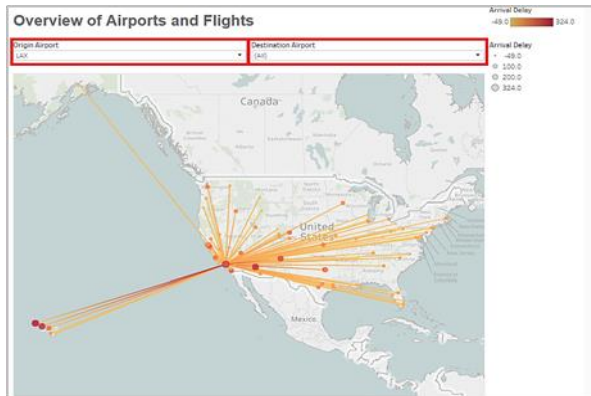 Overview of Airports and Flights
Arrival Delay
-49.0 324.0
Origin Airport
LAX
Destination Airport
(All)
Arrival Delay
-49.0
100.0
200.0
324.0
Canada
United
States
Mexico